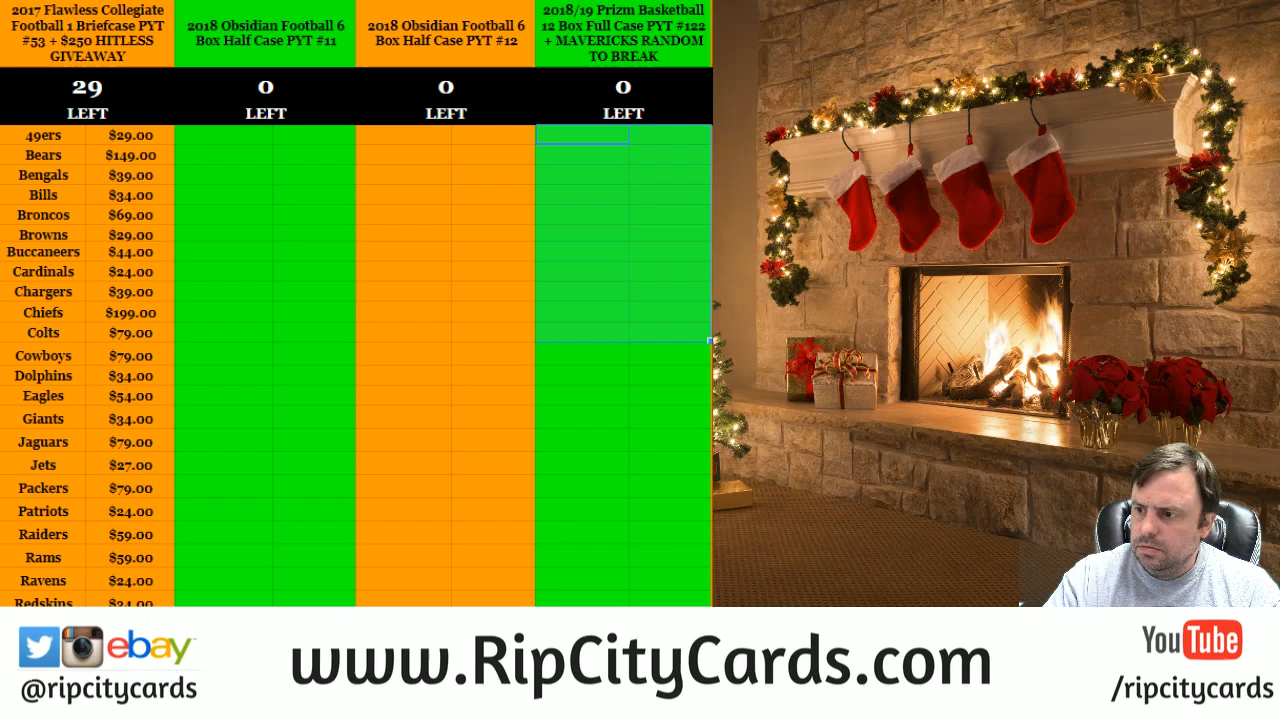 2017 Flawless Collegiate
Football 1 Briefcase PYT
#53 + $250 HITLESS
GIVEAWAY
2018 Obsidian Football 6
Box Half Case PYT #11
2018 Obsidian Football 6
Box Half Case PYT #12
2018/19 Prizm Basketball
12 Box Full Case PYT #122
+ MAVERICKS RANDOM
TO BREAK
29
LEFT
0
LEFT
0
LEFT
0
LEFT
49ers $29.00
Bears $149.00
Bengals $39.00
Bills $34.00
Broncos $69.00
Browns $29.00
Buccaneers $44.00
Cardinals $24.00
Chargers $39.00
Chiefs $199.00
Colts $79.00
Cowboys $79.00
Dolphins $34.00
Eagles $54.00
Giants $34.00
Jaguars $79.00
Jets $27.00
Packers $79.00
Patriots $24.00
Raiders $59.00
Rams $59.00
Ravens $24.00
Redskins $34.00
ebay
@ripcitycards
www.RipCityCards.com
YouTube
/ripcitycards